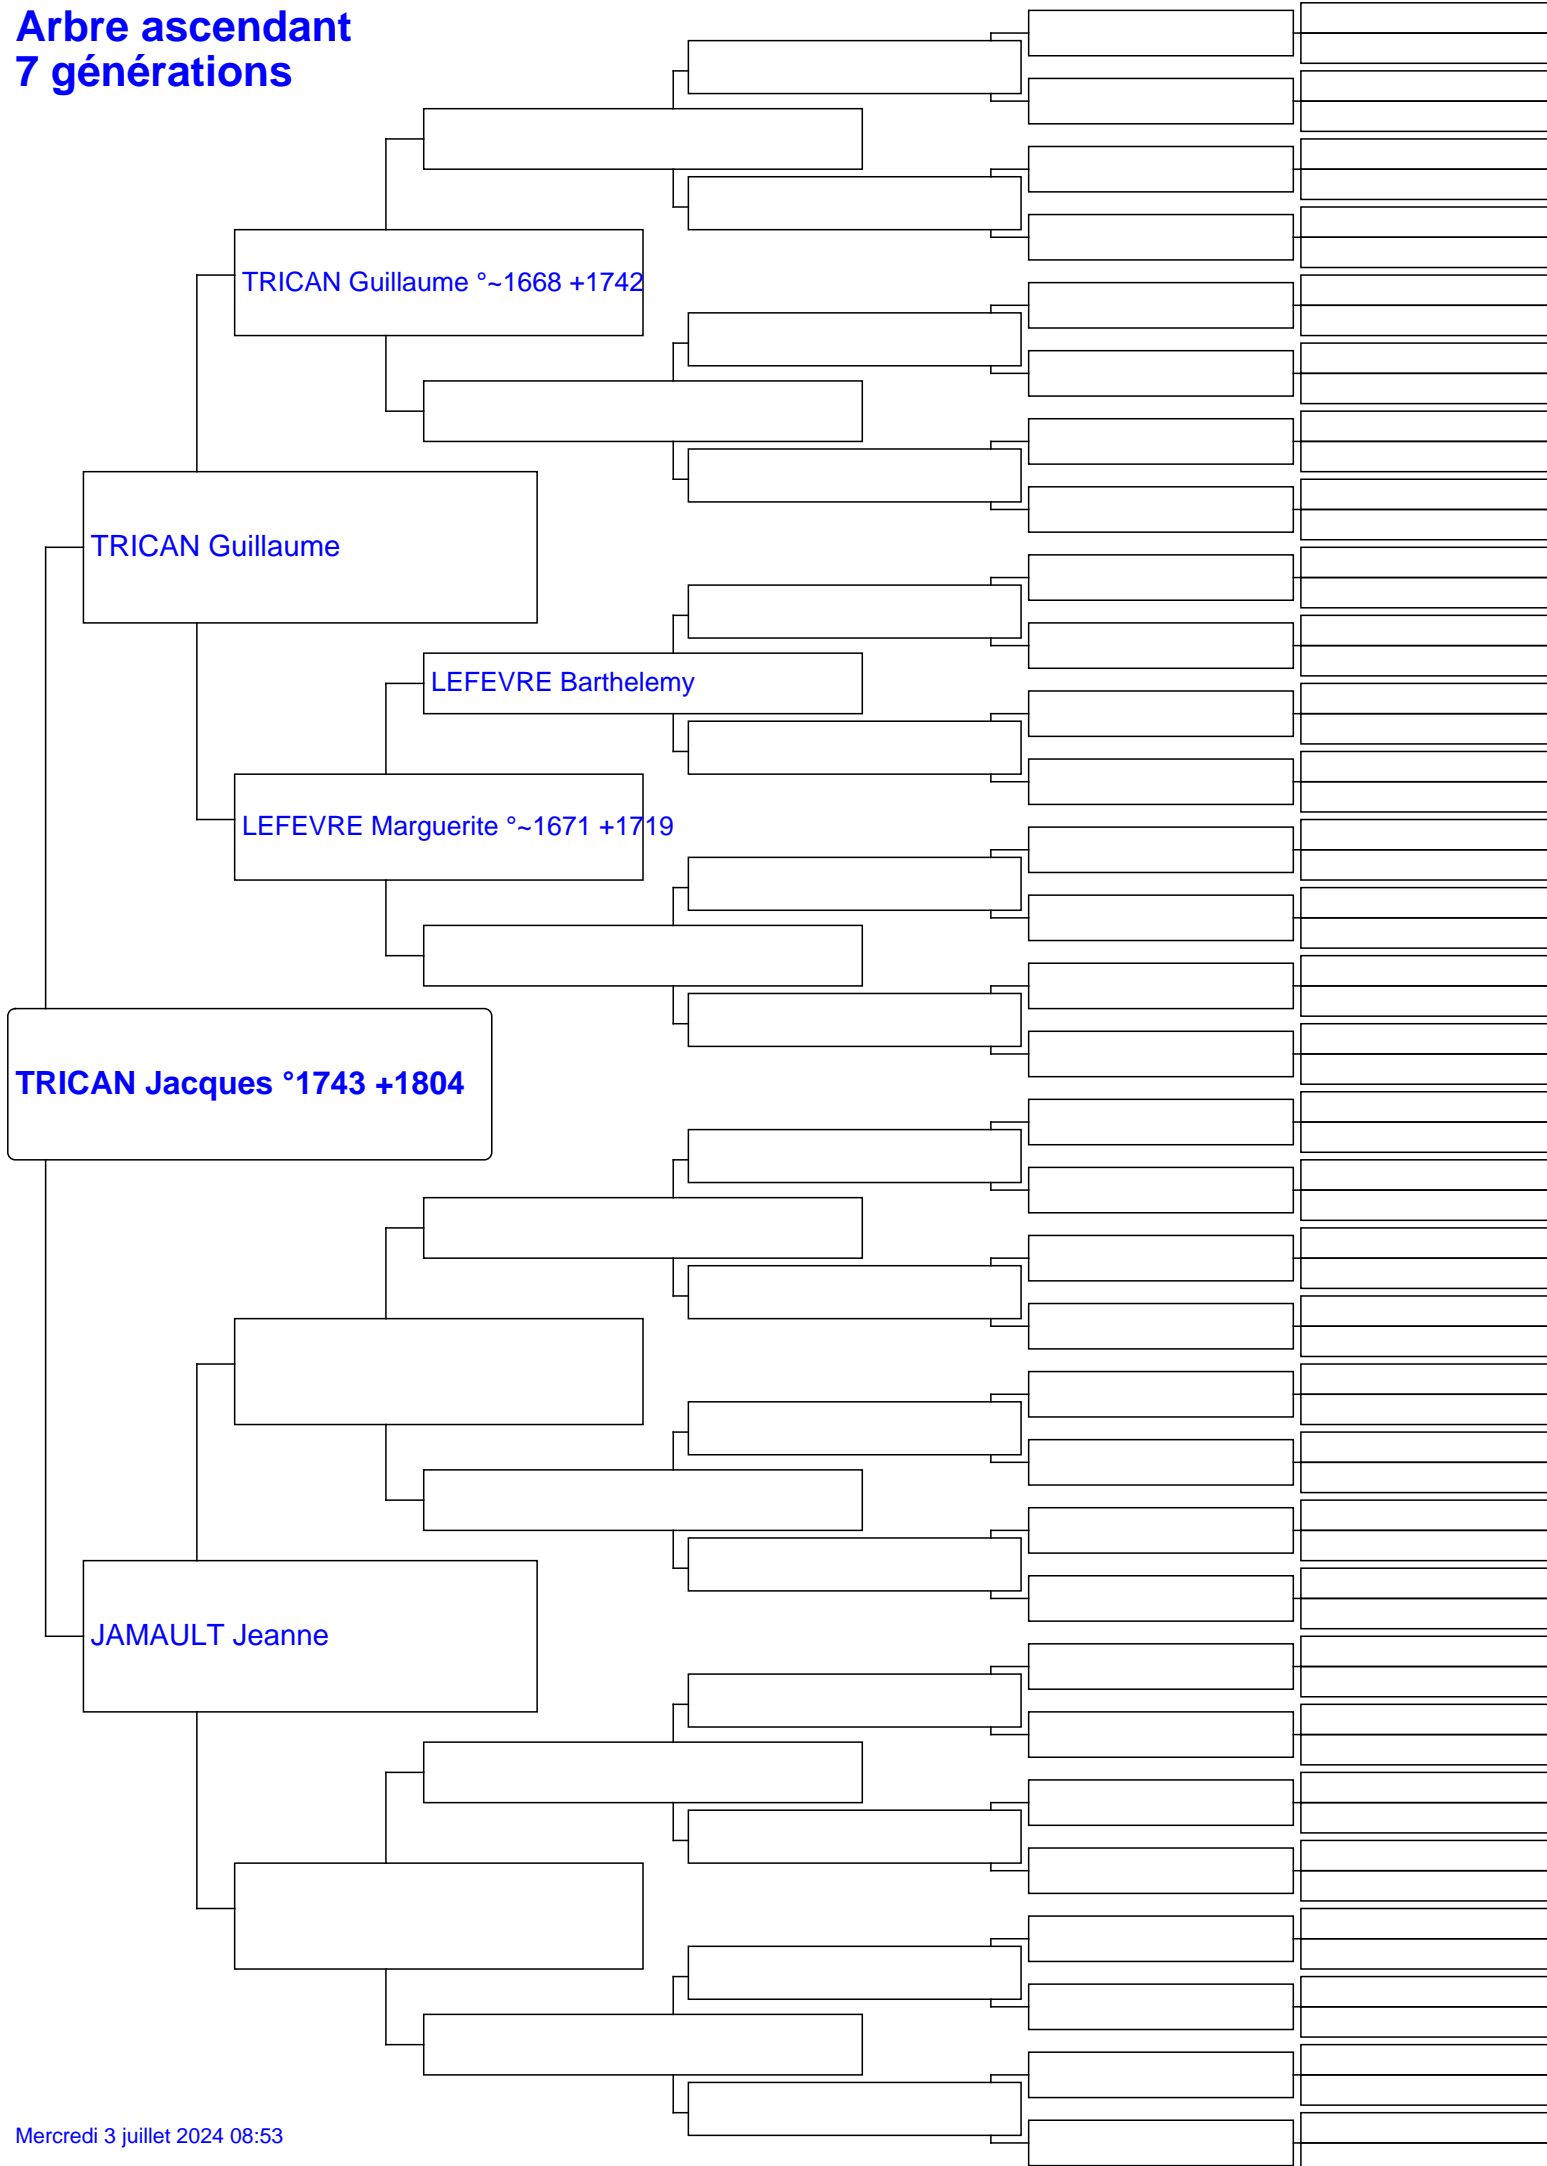 Arbre ascendant
7 générations
TRICAN Guillaume °~1668 +1742
TRICAN Guillaume
LEFEVRE Barthelemy
LEFEVRE Marguerite °~1671 +1719
TRICAN Jacques °1743 +1804
JAMAULT Jeanne
Mercredi 3 juillet 2024 08:53